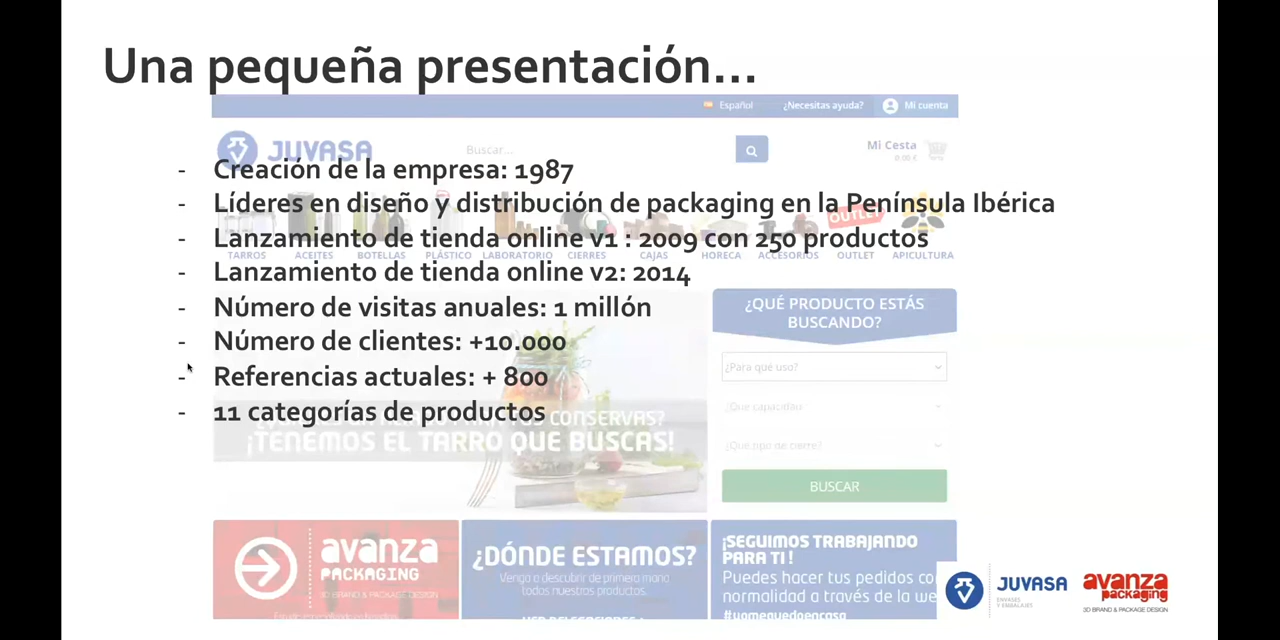 Una pequeña presentación...
Español ¿Necesitas ayuda? Mi cuenta
JUVASA Buscar... Mi Cesta
0,00 €
- Creación de la empresa: 1987
- Líderes en diseño y distribución de packaging en la Península Ibérica
OUTLET
- Lanzamiento de tienda online v1 : 2009 con 250 productos
TARROS ACEITES BOTELLAS PLÁSTICO LABORATORIO CIERRES CAJAS HORECA ACCESORIOS OUTLET APICULTURA
- Lanzamiento de tienda online v2: 2014
- Número de visitas anuales: 1 millón
¿QUÉ PRODUCTO ESTÁS
BUSCANDO?
- Número de clientes: +10.000
- Referencias actuales: + 800
¿Para qué uso?
- 11 categorías de productos
¿Qué capacidad
CONSERVAS?
¡TENEMOS EL TARRO QUE BUSCAS!
¿Qué tipo de cierre?
BUSCAR
avanza
PACKAGING
3D BRAND & PACKAGE DESIGN
¿DÓNDE ESTAMOS?
Venga a descubrir de primera mano
todos nuestros productos.
¡SEGUIMOS TRABAJANDO
PARA TI !
Puedes hacer tus pedidos co
normalidad a través de la we
#yomequedoencasa
JUVASA
ENVASES
Y EMBALAJES
avanza
packaging
3D BRAND & PACKAGE DESIGN